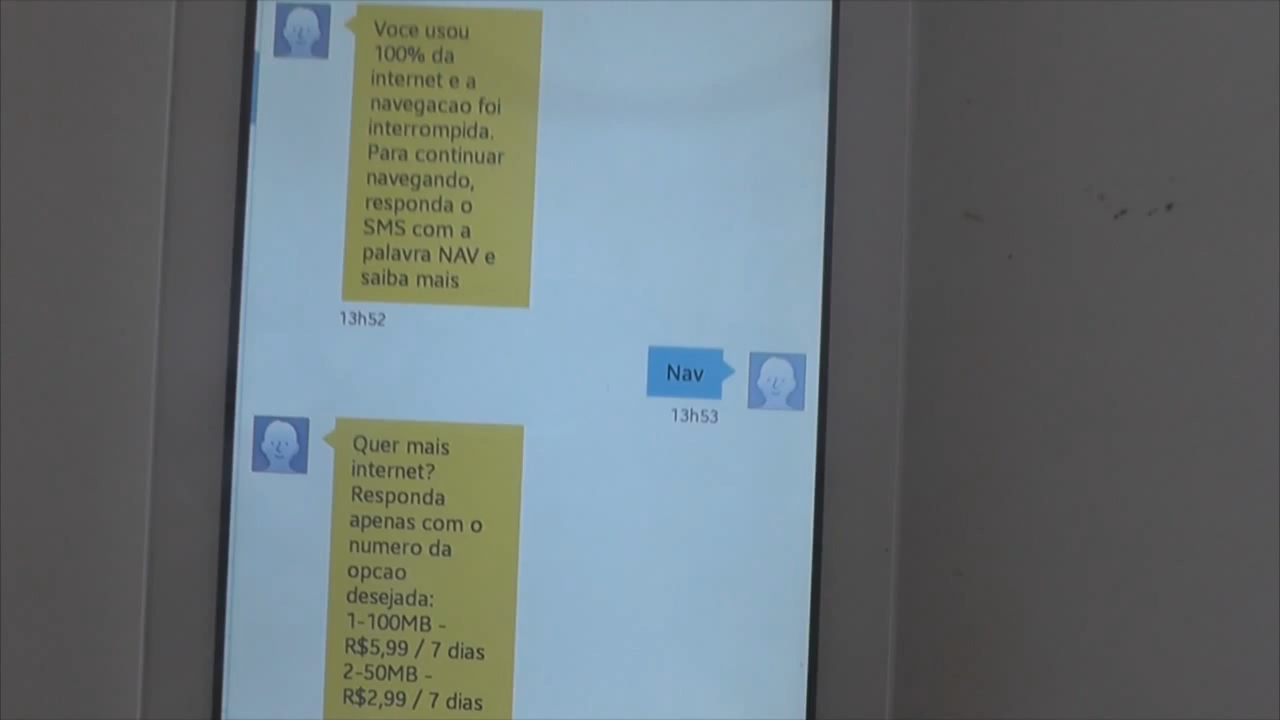 Voce usou
100% da
internet e a
navegacao foi
interrompida.
Para continuar
navegando,
responda o
SMS com a
palavra NAV e
saiba mais
13h52
Nav
13h53
Quer mais
internet?
Responda
apenas com o
numero da
opcao
desejada:
1-100MB -
R$5,99 / 7 dias
2-50MB -
R$2,99 / 7 dias